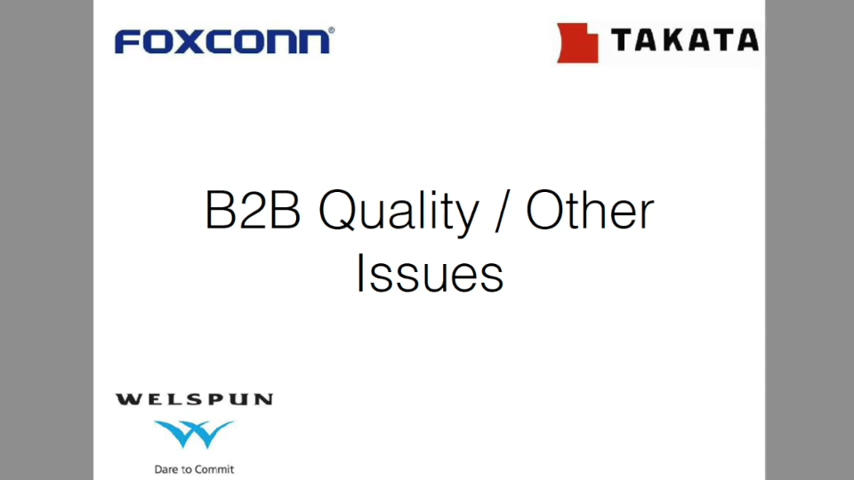 FOXCONN®
TAKATA
B2B Quality / Other
Issues
WELSPUN
Dare to Commit